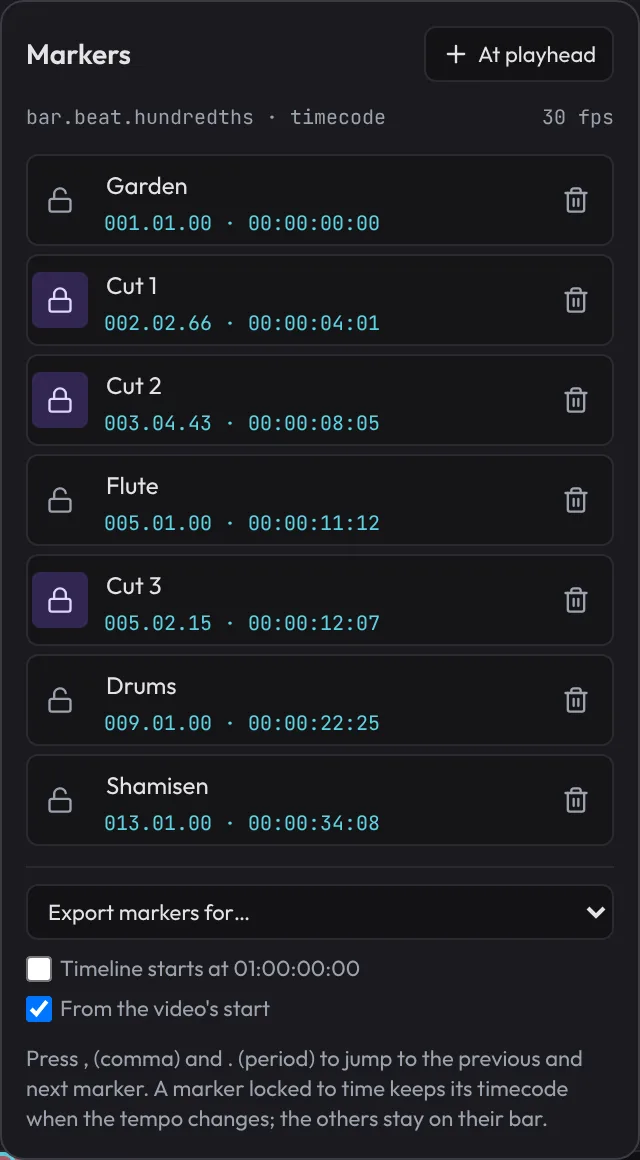 Markers
At playhead
bar.beat.hundredths · timecode
30 fps
Garden
001.01.00 · 00:00:00:00
Cut 1
002.02.66 · 00:00:04:01
Cut 2
003.04.43 · 00:00:08:05
Flute
005.01.00 · 00:00:11:12
Cut 3
005.02.15 · 00:00:12:07
Drums
009.01.00 · 00:00:22:25
Shamisen
013.01.00 · 00:00:34:08
Export markers for...
Timeline starts at 01:00:00:00
From the video's start
Press , (comma) and . (period) to jump to the previous and
next marker. A marker locked to time keeps its timecode
when the tempo changes; the others stay on their bar.